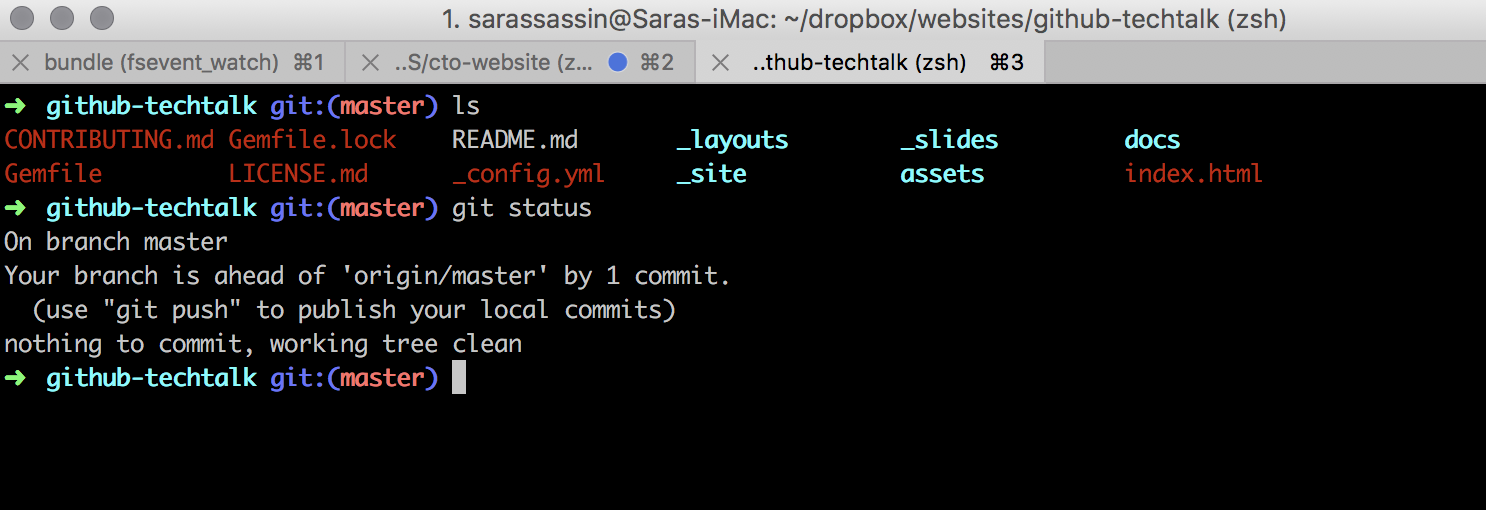 1. sarassassin@Saras-iMac: ~/dropbox/websites/github-techtalk (zsh)
bundle (fsevent_watch) ⌘1 ..S/cto-website (z... ⌘2 ..thub-techtalk (zsh) ⌘3
➜ github-techtalk git:(master) ls
CONTRIBUTING.md Gemfile.lock README.md _layouts _slides docs
Gemfile LICENSE.md _config.yml _site assets index.html
➜ github-techtalk git:(master) git status
On branch master
Your branch is ahead of 'origin/master' by 1 commit.
(use "git push" to publish your local commits)
nothing to commit, working tree clean
➜ github-techtalk git:(master)